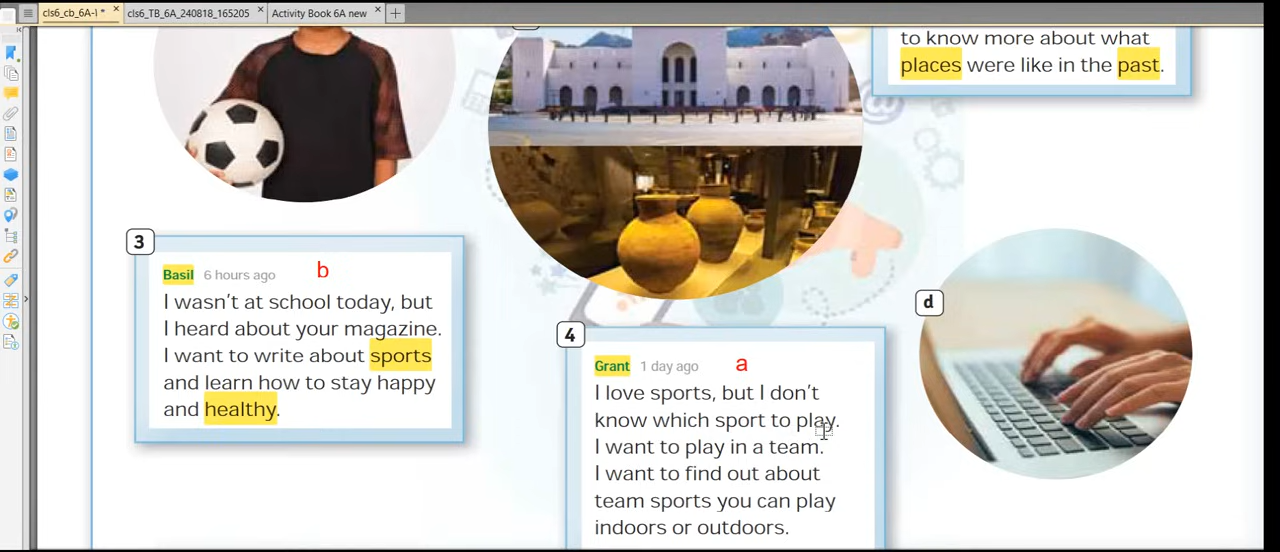 cls6_cb_6A-1 *
cls6_TB_6A_240818_165205
Activity Book 6A new
to know more about what
places were like in the past.
3
Basil 6 hours ago b
I wasn't at school today, but
I heard about your magazine.
I want to write about sports
and learn how to stay happy
and healthy.
4
Grant 1 day ago a
I love sports, but I don't
know which sport to play.
I want to play in a team.
I want to find out about
team sports you can play
indoors or outdoors.
d